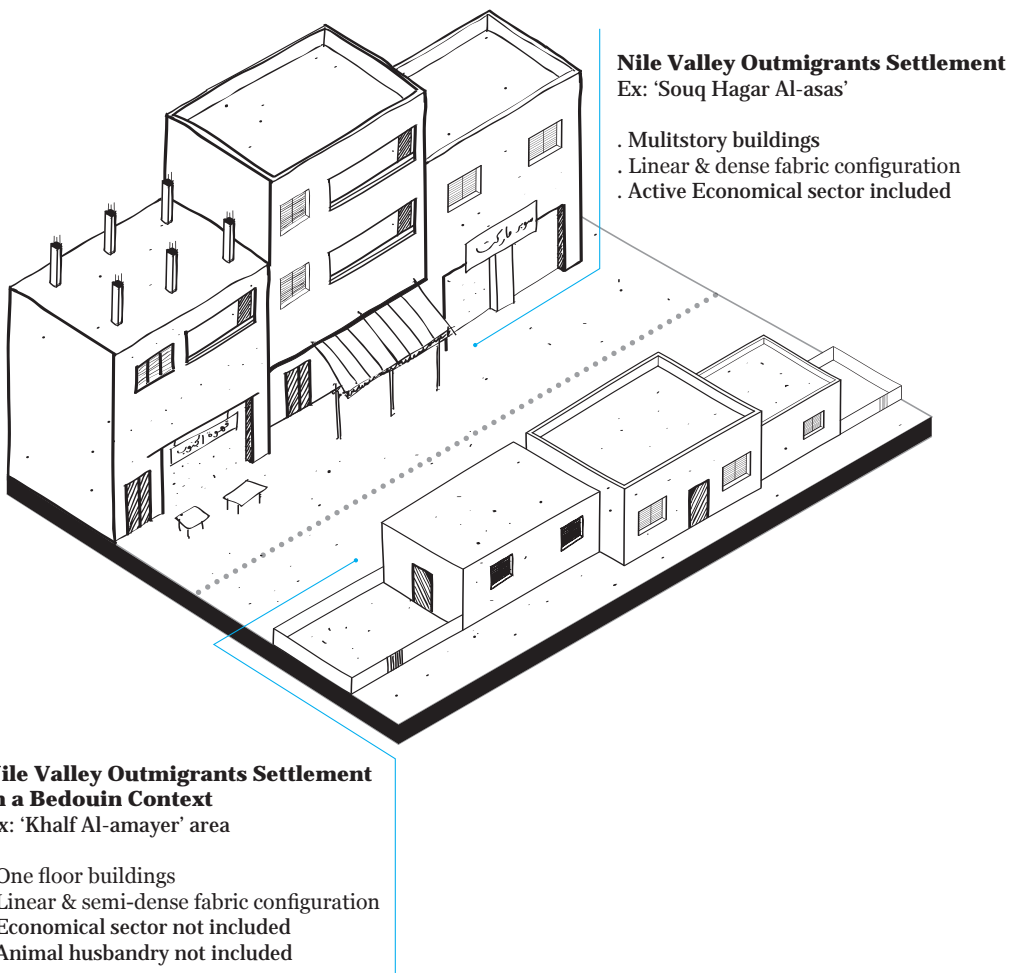 Nile Valley Outmigrants Settlement
Ex: ‘Souq Hagar Al-asas’
. Mulitstory buildings
. Linear & dense fabric configuration
. Active Economical sector included
سوبر ماركت
قهوة
ile Valley Outmigrants Settlement
a Bedouin Context
x: ‘Khalf Al-amayer’ area
One floor buildings
Linear & semi-dense fabric configuration
Economical sector not included
Animal husbandry not included